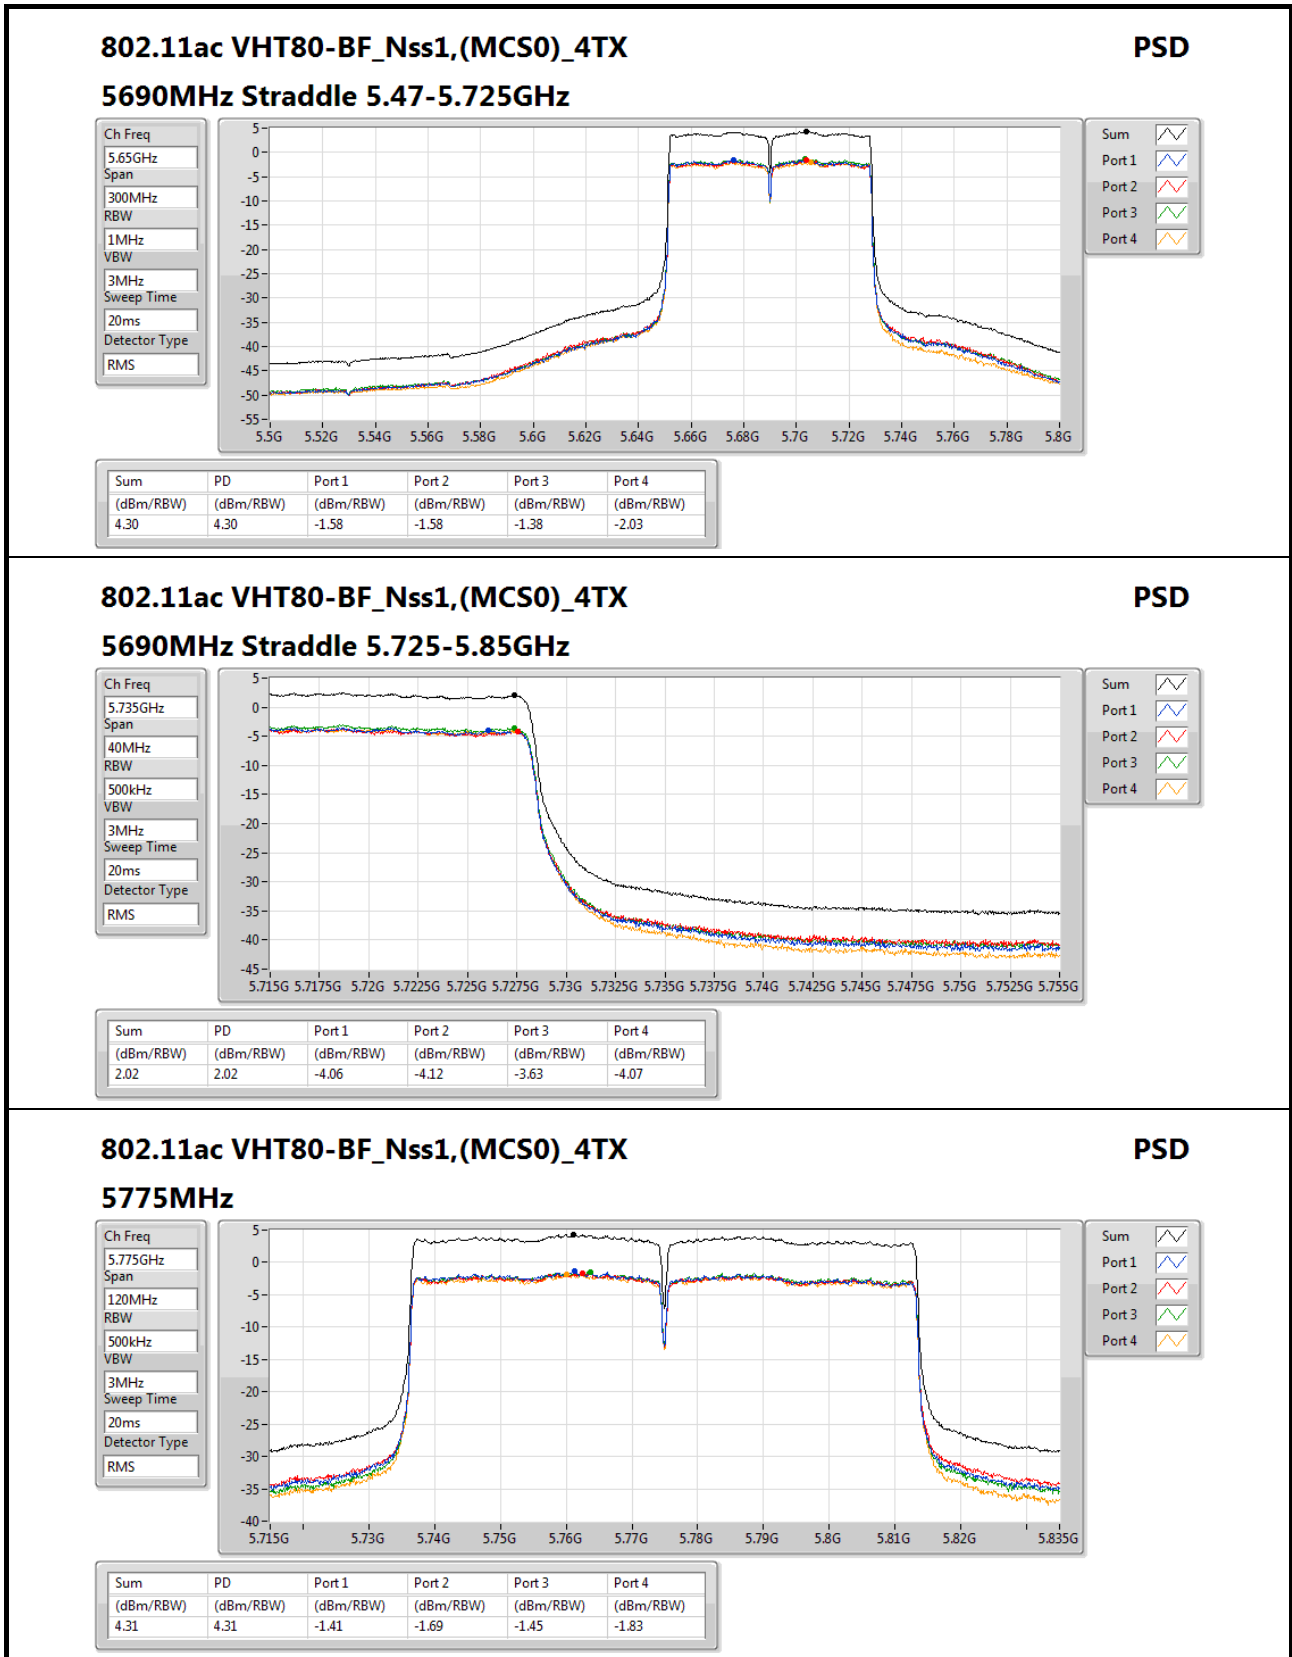 802.11ac VHT80-BF_Nss1,(MCS0)_4TX PSD
5690MHz Straddle 5.47-5.725GHz
Ch Freq
5.65GHz
Span
300MHz
RBW
1MHz
VBW
3MHz
Sweep Time
20ms
Detector Type
RMS
5
0
-5
-10
-15
-20
-25
-30
-35
-40
-45
-50
-55
5.5G 5.52G 5.54G 5.56G 5.58G 5.6G 5.62G 5.64G 5.66G 5.68G 5.7G 5.72G 5.74G 5.76G 5.78G 5.8G
Sum
Port 1
Port 2
Port 3
Port 4
Sum PD Port 1 Port 2 Port 3 Port 4
(dBm/RBW) (dBm/RBW) (dBm/RBW) (dBm/RBW) (dBm/RBW) (dBm/RBW)
4.30 4.30 -1.58 -1.58 -1.38 -2.03
802.11ac VHT80-BF_Nss1,(MCS0)_4TX PSD
5690MHz Straddle 5.725-5.85GHz
Ch Freq
5.735GHz
Span
40MHz
RBW
500kHz
VBW
3MHz
Sweep Time
20ms
Detector Type
RMS
5
0
-5
-10
-15
-20
-25
-30
-35
-40
-45
5.715G 5.7175G 5.72G 5.7225G 5.725G 5.7275G 5.73G 5.7325G 5.735G 5.7375G 5.74G 5.7425G 5.745G 5.7475G 5.75G 5.7525G 5.755G
Sum
Port 1
Port 2
Port 3
Port 4
Sum PD Port 1 Port 2 Port 3 Port 4
(dBm/RBW) (dBm/RBW) (dBm/RBW) (dBm/RBW) (dBm/RBW) (dBm/RBW)
2.02 2.02 -4.06 -4.12 -3.63 -4.07
802.11ac VHT80-BF_Nss1,(MCS0)_4TX PSD
5775MHz
Ch Freq
5.775GHz
Span
120MHz
RBW
500kHz
VBW
3MHz
Sweep Time
20ms
Detector Type
RMS
5
0
-5
-10
-15
-20
-25
-30
-35
-40
5.715G 5.73G 5.74G 5.75G 5.76G 5.77G 5.78G 5.79G 5.8G 5.81G 5.82G 5.835G
Sum
Port 1
Port 2
Port 3
Port 4
Sum PD Port 1 Port 2 Port 3 Port 4
(dBm/RBW) (dBm/RBW) (dBm/RBW) (dBm/RBW) (dBm/RBW) (dBm/RBW)
4.31 4.31 -1.41 -1.69 -1.45 -1.83